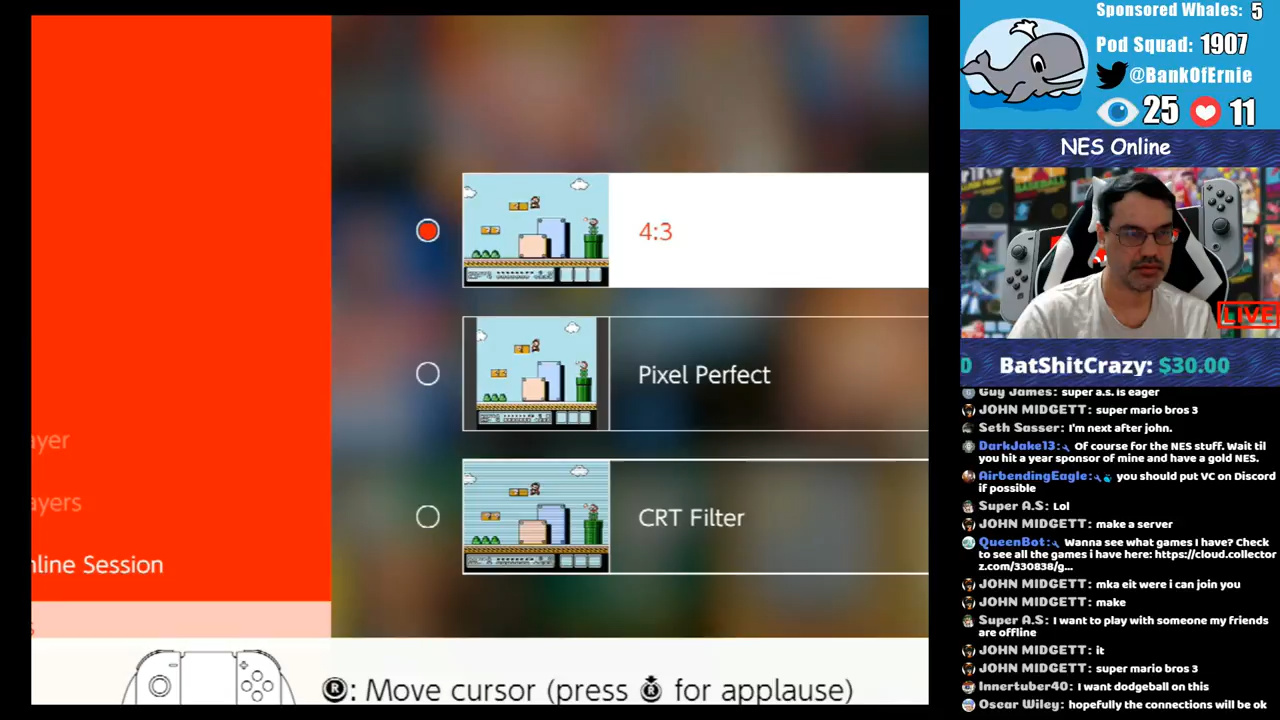 4:3
Pixel Perfect
CRT Filter
ayer
ayers
nline Session
R: Move cursor (press R for applause)
Sponsored Whales: 5
Pod Squad: 1907
@BankOfErnie
25 11
NES Online
LIVE
0 BatShitCrazy: $30.00
Guy James: super a.s. is eager
JOHN MIDGETT: super mario bros 3
Seth Sasser: I'm next after john.
DarkJake13: Of course for the NES stuff. Wait til
you hit a year sponsor of mine and have a gold NES.
AirbendingEagle: you should put VC on Discord
if possible
Super A.S: Lol
JOHN MIDGETT: make a server
QueenBot: Wanna see what games I have? Check
to see all the games i have here: https://cloud.collector
z.com/330838/g...
JOHN MIDGETT: mka eit were i can join you
JOHN MIDGETT: make
Super A.S: I want to play with someone my friends
are offline
JOHN MIDGETT: it
JOHN MIDGETT: super mario bros 3
Innertuber40: I want dodgeball on this
Oscar Wiley: hopefully the connections will be ok